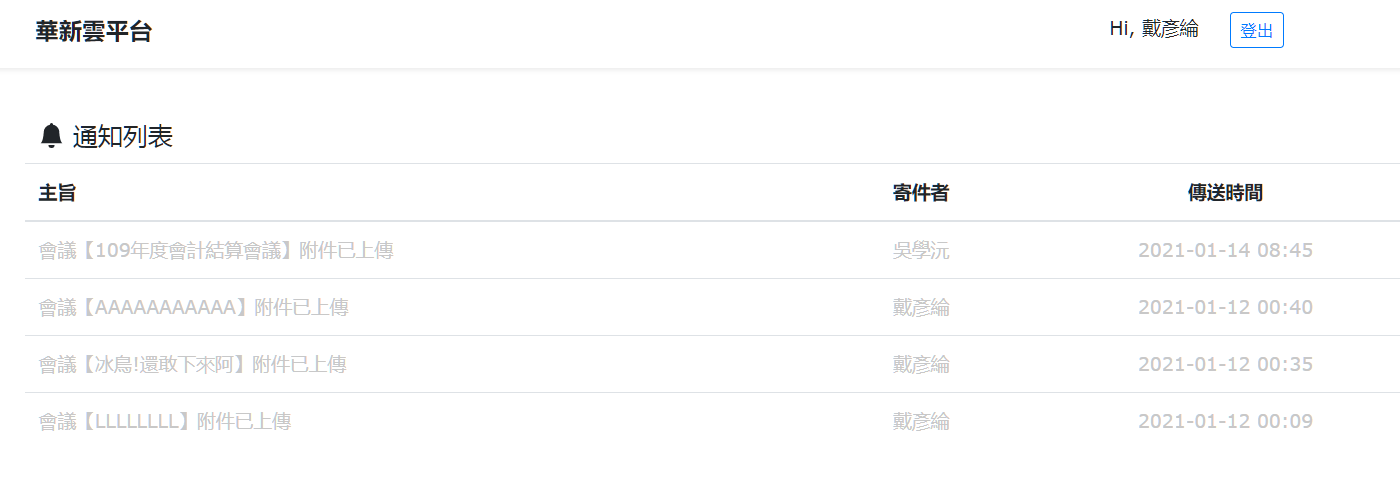 華新雲平台
Hi, 戴彥綸 登出
通知列表
主旨 寄件者 傳送時間
會議【109年度會計結算會議】附件已上傳 吳學沅 2021-01-14 08:45
會議【AAAAAAAAAAA】附件已上傳 戴彥綸 2021-01-12 00:40
會議【冰鳥!還敢下來阿】附件已上傳 戴彥綸 2021-01-12 00:35
會議【LLLLLLLL】附件已上傳 戴彥綸 2021-01-12 00:09